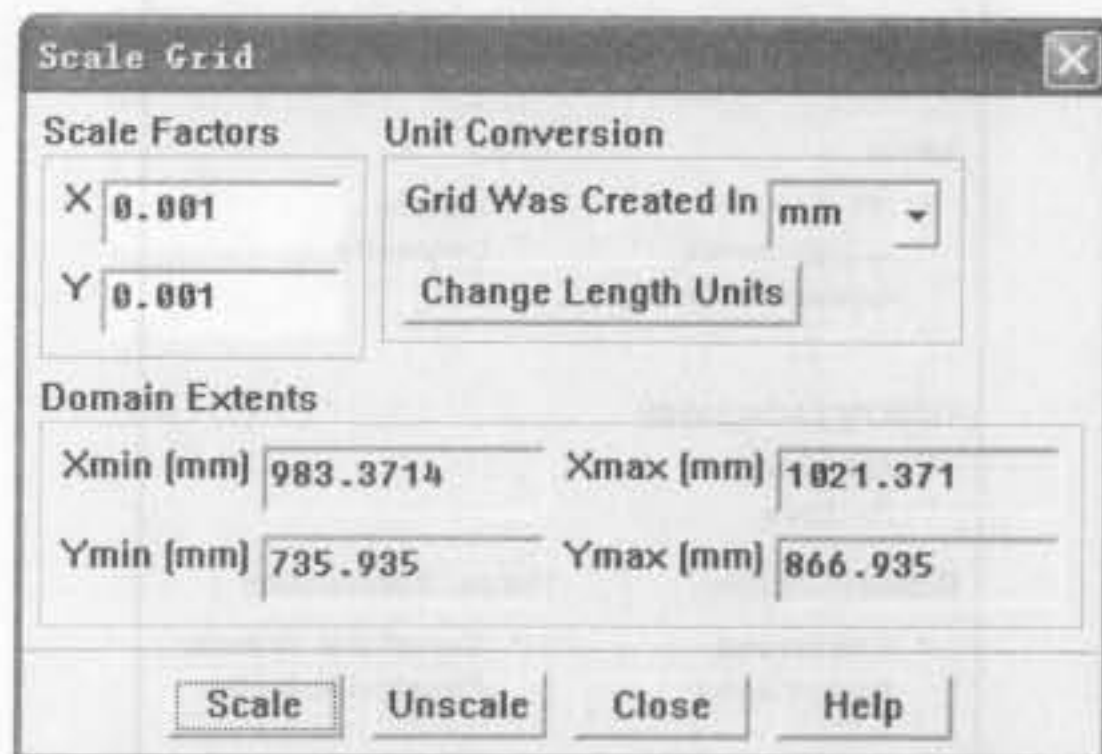 Scale Grid
Scale Factors
X 0.001
Y 0.001
Unit Conversion
Grid Was Created In mm
Change Length Units
Domain Extents
Xmin (mm) 983.3714 Xmax (mm) 1021.371
Ymin (mm) 735.935 Ymax (mm) 866.935
Scale Unscale Close Help